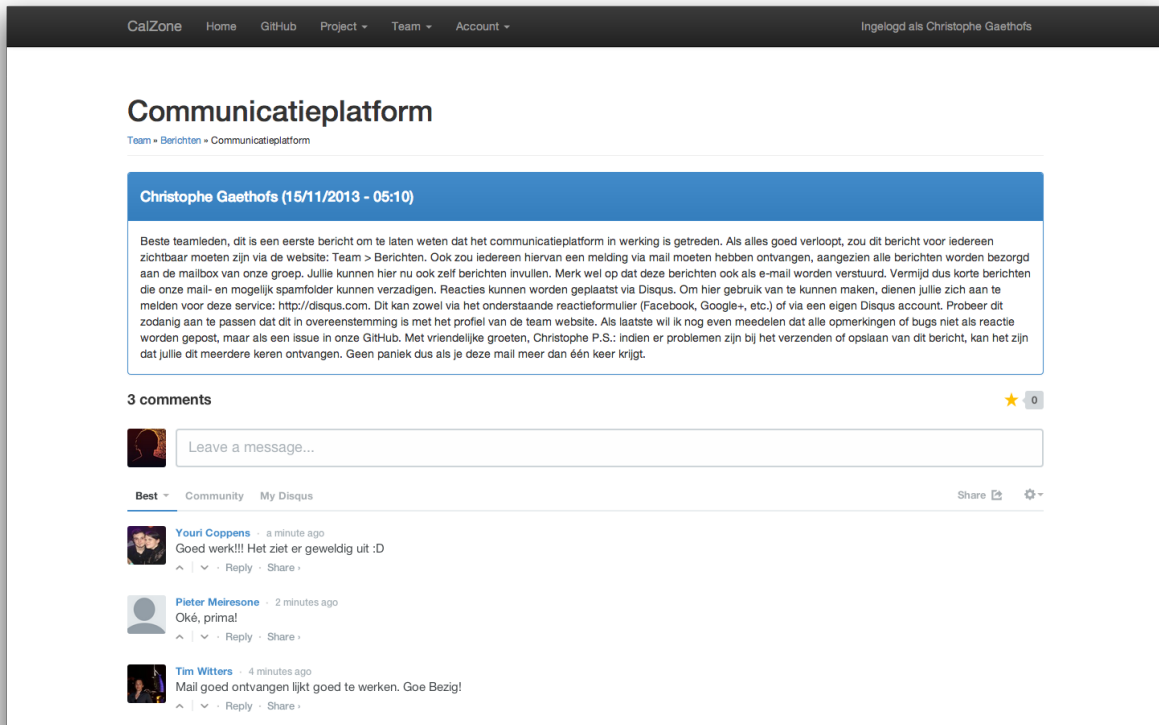 CalZone Home GitHub Project Team Account Ingelogd als Christophe Gaethofs
Communicatieplatform
Team » Berichten » Communicatieplatform
Christophe Gaethofs (15/11/2013 - 05:10)
Beste teamleden, dit is een eerste bericht om te laten weten dat het communicatieplatform in werking is getreden. Als alles goed verloopt, zou dit bericht voor iedereen
zichtbaar moeten zijn via de website: Team > Berichten. Ook zou iedereen hiervan een melding via mail moeten hebben ontvangen, aangezien alle berichten worden bezorgd
aan de mailbox van onze groep. Jullie kunnen hier nu ook zelf berichten invullen. Merk wel op dat deze berichten ook als e-mail worden verstuurd. Vermijd dus korte berichten
die onze mail- en mogelijk spamfolder kunnen verzadigen. Reacties kunnen worden geplaatst via Disqus. Om hier gebruik van te kunnen maken, dienen jullie zich aan te
melden voor deze service: http://disqus.com. Dit kan zowel via het onderstaande reactieformulier (Facebook, Google+, etc.) of via een eigen Disqus account. Probeer dit
zodanig aan te passen dat dit in overeenstemming is met het profiel van de team website. Als laatste wil ik nog even meedelen dat alle opmerkingen of bugs niet als reactie
worden gepost, maar als een issue in onze GitHub. Met vriendelijke groeten, Christophe P.S.: indien er problemen zijn bij het verzenden of opslaan van dit bericht, kan het zijn
dat jullie dit meerdere keren ontvangen. Geen paniek dus als je deze mail meer dan één keer krijgt.
3 comments 0
Leave a message...
Best Community My Disqus Share
Youri Coppens · a minute ago
Goed werk!!! Het ziet er geweldig uit :D
Reply · Share ›
Pieter Meiresone · 2 minutes ago
Oké, prima!
Reply · Share ›
Tim Witters · 4 minutes ago
Mail goed ontvangen lijkt goed te werken. Goe Bezig!
Reply · Share ›